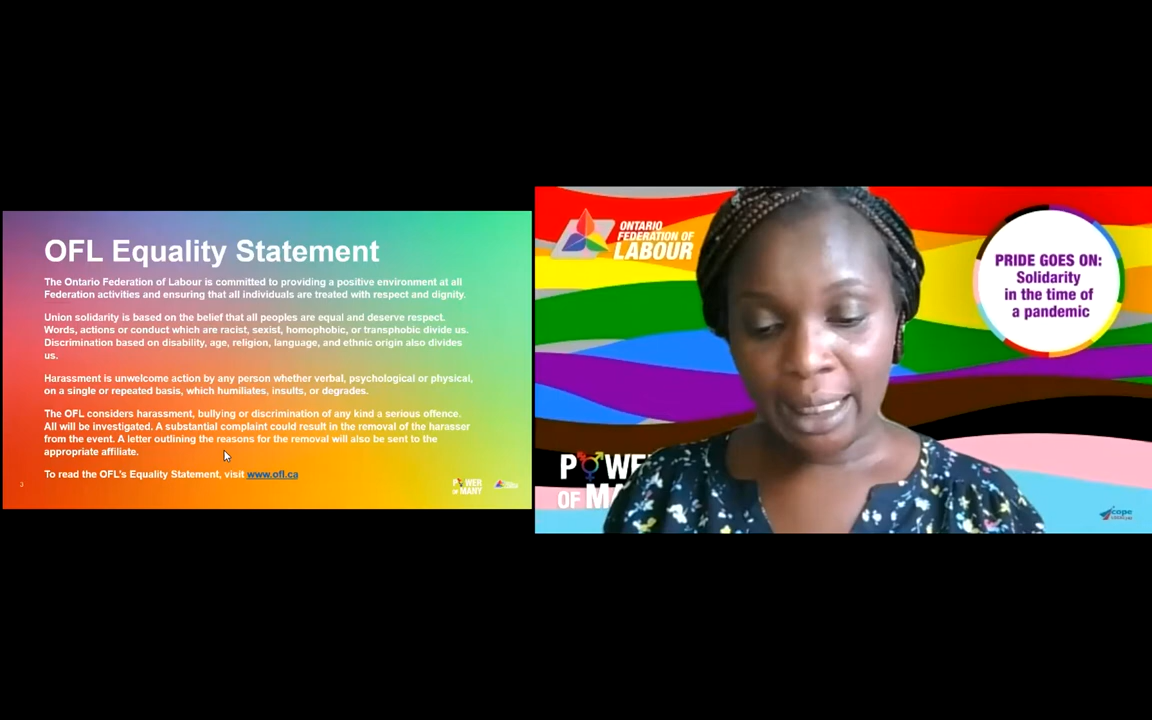 OFL Equality Statement
The Ontario Federation of Labour is committed to providing a positive environment at all
Federation activities and ensuring that all individuals are treated with respect and dignity.
Union solidarity is based on the belief that all peoples are equal and deserve respect.
Words, actions or conduct which are racist, sexist, homophobic, or transphobic divide us.
Discrimination based on disability, age, religion, language, and ethnic origin also divides
us.
Harassment is unwelcome action by any person whether verbal, psychological or physical,
on a single or repeated basis, which humiliates, insults, or degrades.
The OFL considers harassment, bullying or discrimination of any kind a serious offence.
All will be investigated. A substantial complaint could result in the removal of the harasser
from the event. A letter outlining the reasons for the removal will also be sent to the
appropriate affiliate.
To read the OFL's Equality Statement, visit www.ofl.ca
3
POWER
OF MANY
ONTARIO
FEDERATION OF
LABOUR
PRIDE GOES ON:
Solidarity
in the time of
a pandemic
POWE
OF MA
cope